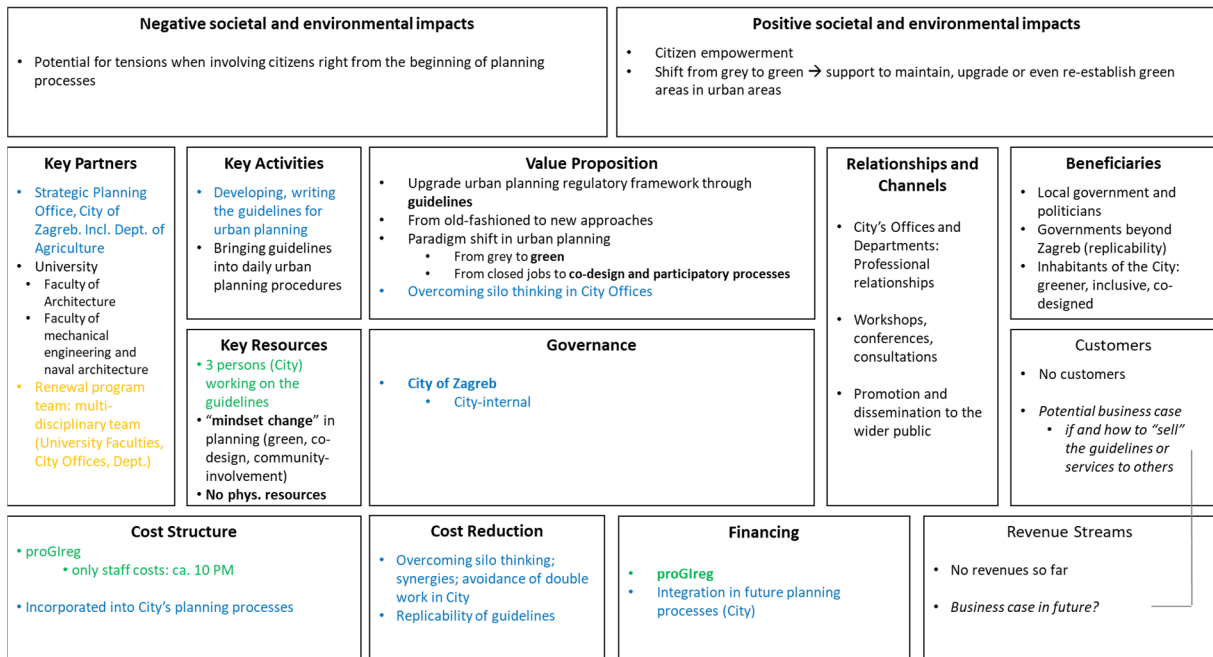 Negative societal and environmental impacts
• Potential for tensions when involving citizens right from the beginning of planning
processes
Positive societal and environmental impacts
• Citizen empowerment
• Shift from grey to green → support to maintain, upgrade or even re-establish green
areas in urban areas
Key Partners
• Strategic Planning
Office, City of
Zagreb. Incl. Dept. of
Agriculture
• University
• Faculty of
Architecture
• Faculty of
mechanical
engineering and
naval architecture
• Renewal program
team: multi-
disciplinary team
(University Faculties,
City Offices, Dept.)
Key Activities
• Developing, writing
the guidelines for
urban planning
• Bringing guidelines
into daily urban
planning procedures
Key Resources
• 3 persons (City)
working on the
guidelines
• “mindset change” in
planning (green, co-
design, community-
involvement)
• No phys. resources
Value Proposition
• Upgrade urban planning regulatory framework through
guidelines
• From old-fashioned to new approaches
• Paradigm shift in urban planning
• From grey to green
• From closed jobs to co-design and participatory processes
• Overcoming silo thinking in City Offices
Governance
• City of Zagreb
• City-internal
Relationships and
Channels
• City’s Offices and
Departments:
Professional
relationships
• Workshops,
conferences,
consultations
• Promotion and
dissemination to the
wider public
Beneficiaries
• Local government and
politicians
• Governments beyond
Zagreb (replicability)
• Inhabitants of the City:
greener, inclusive, co-
designed
Customers
• No customers
• Potential business case
• if and how to “sell”
the guidelines or
services to others
Cost Structure
• proGIreg
• only staff costs: ca. 10 PM
• Incorporated into City’s planning processes
Cost Reduction
• Overcoming silo thinking;
synergies; avoidance of double
work in City
• Replicability of guidelines
Financing
• proGIreg
• Integration in future planning
processes (City)
Revenue Streams
• No revenues so far
• Business case in future?